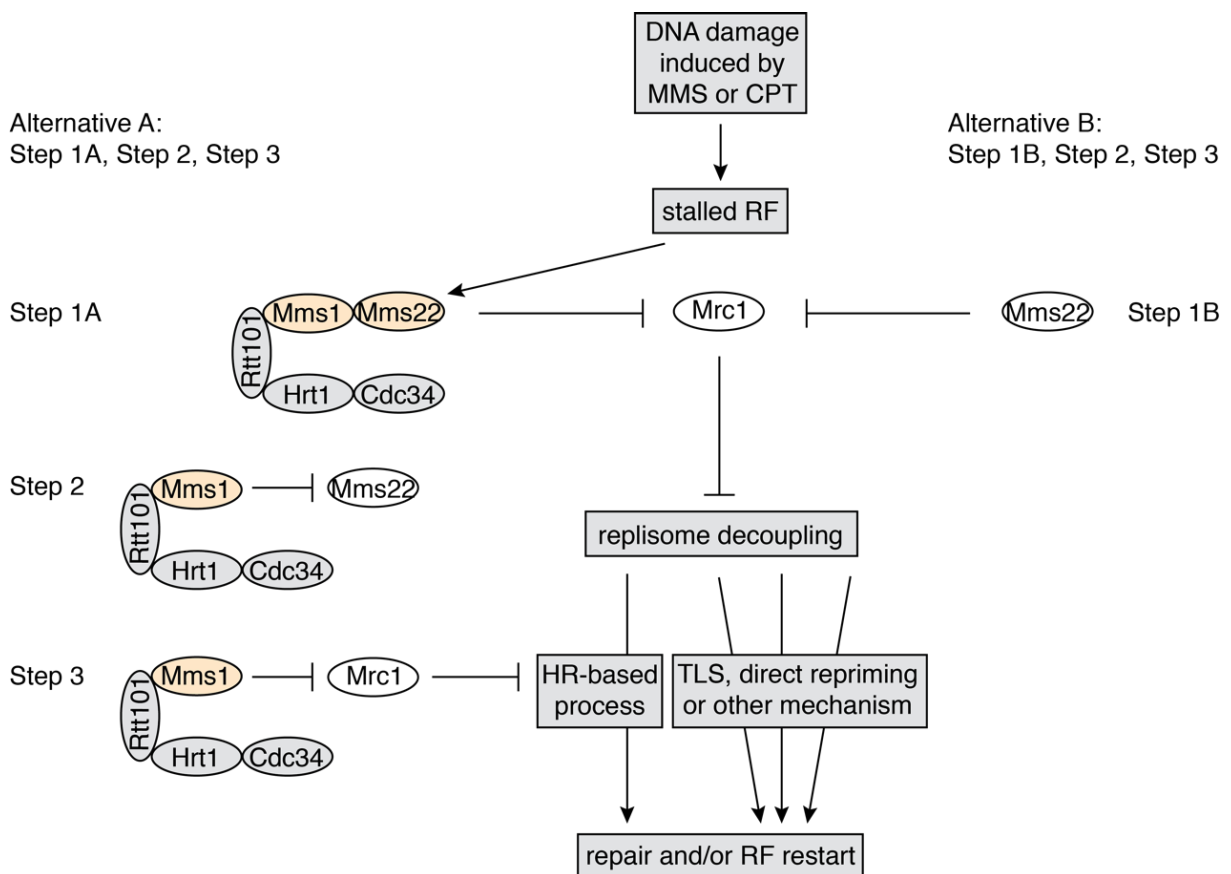 DNA damage
induced by
MMS or CPT
Alternative A:
Step 1A, Step 2, Step 3
Alternative B:
Step 1B, Step 2, Step 3
stalled RF
Step 1A
Mms1
Mms22
Rtt101
Hrt1
Cdc34
Mrc1
Mms22
Step 1B
Step 2
Mms1
Mms22
Rtt101
Hrt1
Cdc34
replisome decoupling
Step 3
Mms1
Mrc1
Rtt101
Hrt1
Cdc34
HR-based
process
TLS, direct repriming
or other mechanism
repair and/or RF restart